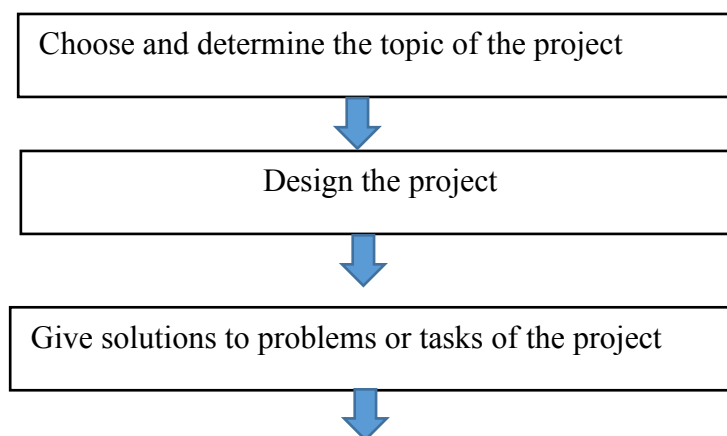 Choose and determine the topic of the project
Design the project
Give solutions to problems or tasks of the project